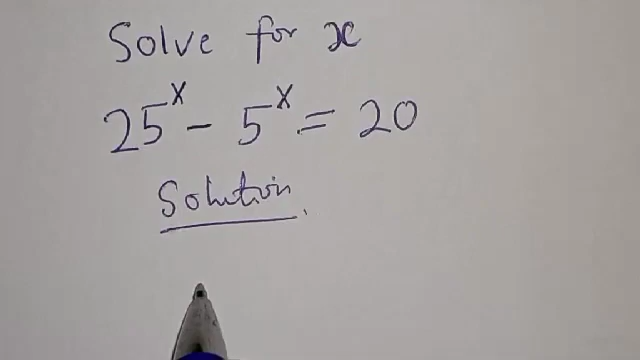 Solve for x
25^x - 5^x = 20
Solution.